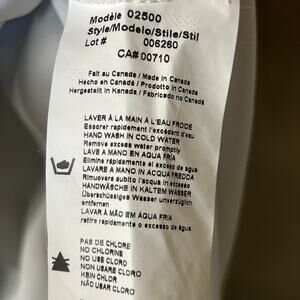 Modèle 02500
Style/Modelo/Stile/Stil
Lot # 006260
CA# 00710
Fait au Canada / Made in Canada
Hecho en Canadá / Prodotto in Canada
Hergestellt in Kanada / Fabricado no Canadá
LAVER À LA MAIN À L'EAU FROIDE
Essorer rapidement l'excédent d'eau
HAND WASH IN COLD WATER
Remove excess water promptly
LAVE A MANO EN AQUA FRIA
Elimine rápidamente el exceso de agua
LAVARE A MANO IN ACQUA FREDDA
Rimuovere subito l'acqua in eccesso
HANDWÄSCHE IN KALTEM WASSER
Überschüssiges Wasser unverzüglich
entfernen
LAVAR À MÃO EM ÁGUA FRIA
retire rapidamente o excesso de água
PAS DE CHLORE
NO CHLORINE
NO USE CLORO
NON USARE CLORO
KEIN CHLOR
NÃO USAR CLORO